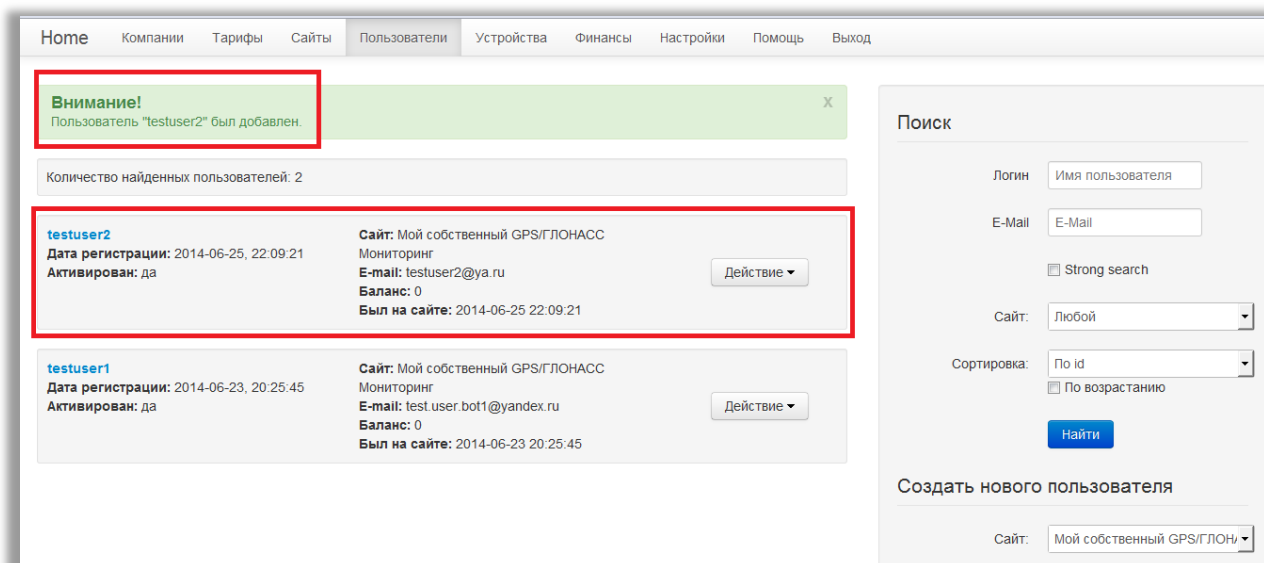 Home Компании Тарифы Сайты Пользователи Устройства Финансы Настройки Помощь Выход
Внимание!
Пользователь "testuser2" был добавлен.
x
Количество найденных пользователей: 2
testuser2
Дата регистрации: 2014-06-25, 22:09:21
Активирован: да
Сайт: Мой собственный GPS/ГЛОНАСС
Мониторинг
E-mail: testuser2@ya.ru
Баланс: 0
Был на сайте: 2014-06-25 22:09:21
Действие
testuser1
Дата регистрации: 2014-06-23, 20:25:45
Активирован: да
Сайт: Мой собственный GPS/ГЛОНАСС
Мониторинг
E-mail: test.user.bot1@yandex.ru
Баланс: 0
Был на сайте: 2014-06-23 20:25:45
Действие
Поиск
Логин Имя пользователя
E-Mail E-Mail
Strong search
Сайт: Любой
Сортировка: По id
По возрастанию
Найти
Создать нового пользователя
Сайт: Мой собственный GPS/ГЛОН